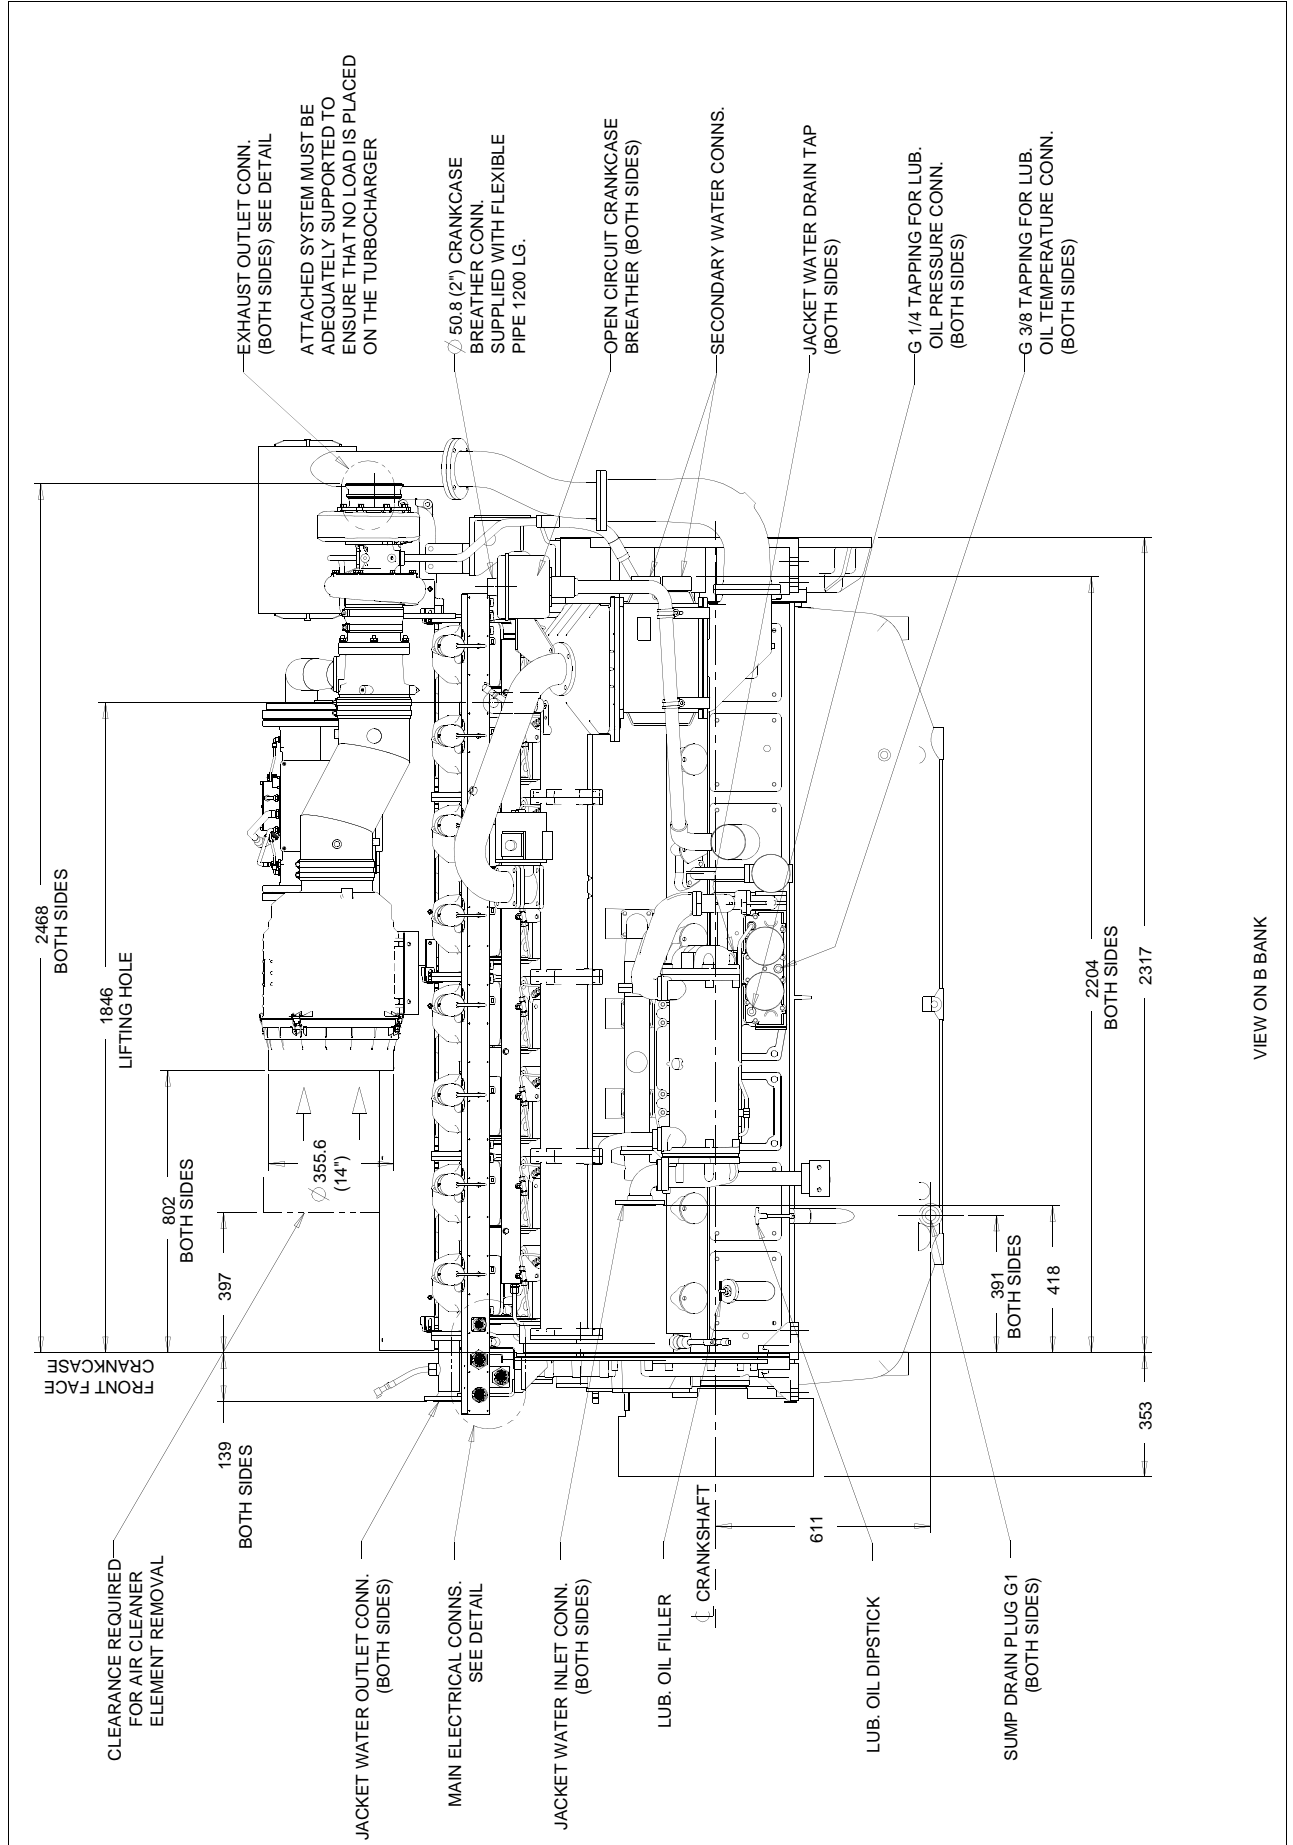 EXHAUST OUTLET CONN.
(BOTH SIDES) SEE DETAIL
ATTACHED SYSTEM MUST BE
ADEQUATELY SUPPORTED TO
ENSURE THAT NO LOAD IS PLACED
ON THE TURBOCHARGER
∅ 50.8 (2") CRANKCASE
BREATHER CONN.
SUPPLIED WITH FLEXIBLE
PIPE 1200 LG.
OPEN CIRCUIT CRANKCASE
BREATHER (BOTH SIDES)
SECONDARY WATER CONNS.
JACKET WATER DRAIN TAP
(BOTH SIDES)
G 1/4 TAPPING FOR LUB.
OIL PRESSURE CONN.
(BOTH SIDES)
G 3/8 TAPPING FOR LUB.
OIL TEMPERATURE CONN.
(BOTH SIDES)
2468
BOTH SIDES
1846
LIFTING HOLE
802
BOTH SIDES
397
∅ 355.6
(14")
FRONT FACE
CRANKCASE
139
BOTH SIDES
2204
BOTH SIDES
2317
391
BOTH SIDES
418
353
611
CLEARANCE REQUIRED
FOR AIR CLEANER
ELEMENT REMOVAL
JACKET WATER OUTLET CONN.
(BOTH SIDES)
MAIN ELECTRICAL CONNS.
SEE DETAIL
JACKET WATER INLET CONN.
(BOTH SIDES)
LUB. OIL FILLER
℄ CRANKSHAFT
LUB. OIL DIPSTICK
SUMP DRAIN PLUG G1
(BOTH SIDES)
VIEW ON B BANK